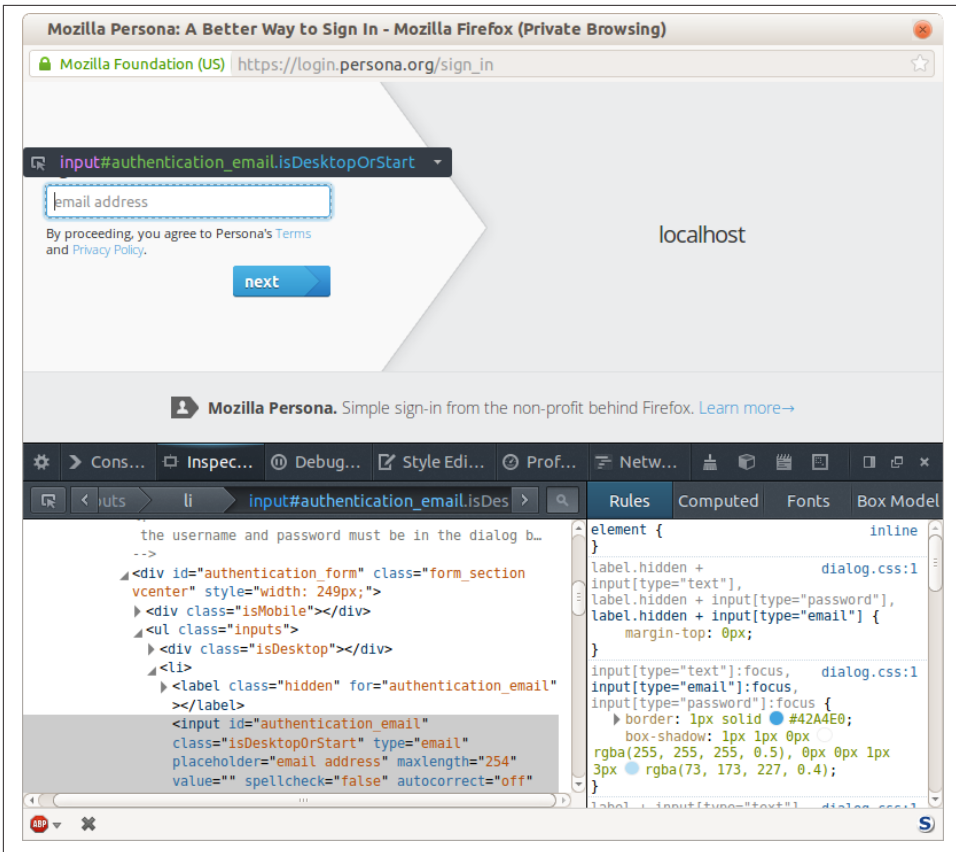 Mozilla Persona: A Better Way to Sign In - Mozilla Firefox (Private Browsing)
Mozilla Foundation (US) https://login.persona.org/sign_in
input#authentication_email.isDesktopOrStart
email address
By proceeding, you agree to Persona's Terms
and Privacy Policy.
next
localhost
Mozilla Persona. Simple sign-in from the non-profit behind Firefox. Learn more→
Cons... Inspec... Debug... Style Edi... Prof... Netw...
uts li input#authentication_email.isDes
Rules Computed Fonts Box Model
the username and password must be in the dialog b…
-->
<div id="authentication_form" class="form_section
vcenter" style="width: 249px;">
<div class="isMobile"></div>
<ul class="inputs">
<div class="isDesktop"></div>
<li>
<label class="hidden" for="authentication_email"
></label>
<input id="authentication_email"
class="isDesktopOrStart" type="email"
placeholder="email address" maxlength="254"
value="" spellcheck="false" autocorrect="off"
element { inline
}
label.hidden + dialog.css:1
input[type="text"],
label.hidden + input[type="password"],
label.hidden + input[type="email"] {
margin-top: 0px;
}
input[type="text"]:focus, dialog.css:1
input[type="email"]:focus,
input[type="password"]:focus {
border: 1px solid #42A4E0;
box-shadow: 1px 1px 0px
rgba(255, 255, 255, 0.5), 0px 0px 1px
3px rgba(73, 173, 227, 0.4);
}
label + input[type="text"] dialog.css:1
ABP
S